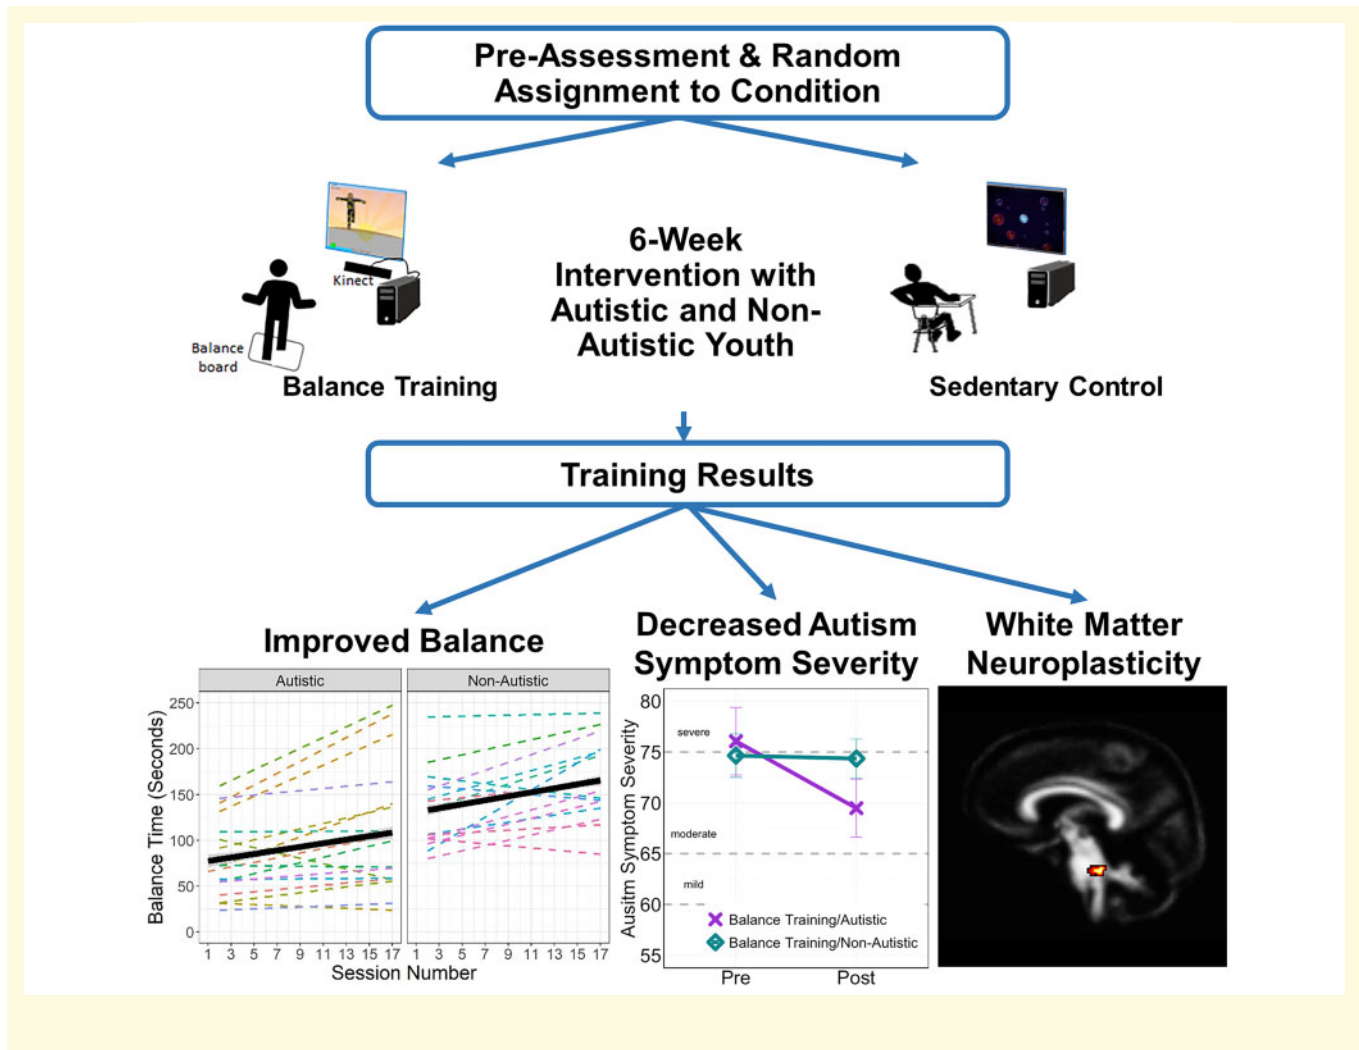 Pre-Assessment & Random
Assignment to Condition
Kinect
Balance
board
Balance Training
6-Week
Intervention with
Autistic and Non-
Autistic Youth
Sedentary Control
Training Results
Improved Balance
Autistic
Non-Autistic
Balance Time (Seconds)
250
200
150
100
50
0
1 3 5 7 9 11 13 15 17
1 3 5 7 9 11 13 15 17
Session Number
Decreased Autism
Symptom Severity
Ausitm Symptom Severity
80
75
70
65
60
55
severe
moderate
mild
Balance Training/Autistic
Balance Training/Non-Autistic
Pre Post
White Matter
Neuroplasticity